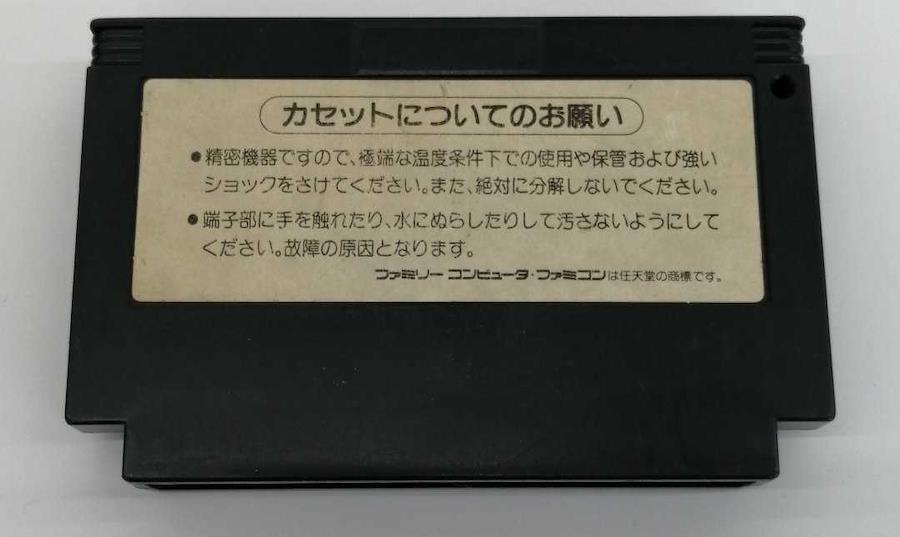 カセットについてのお願い
●精密機器ですので、極端な温度条件下での使用や保管および強い
ショックをさけてください。また、絶対に分解しないでください。
●端子部に手を触れたり、水にぬらしたりして汚さないようにして
ください。故障の原因となります。
ファミリー コンピュータ・ファミコンは任天堂の商標です。